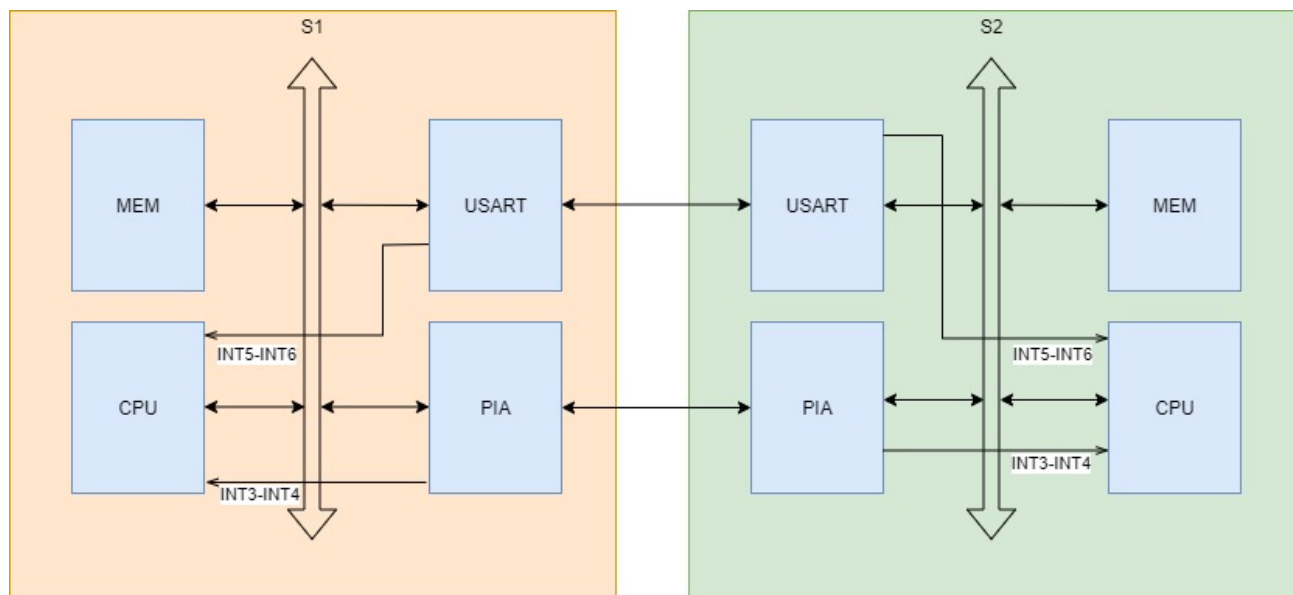 S1
MEM
USART
INT5-INT6
CPU
PIA
INT3-INT4
S2
USART
MEM
INT5-INT6
PIA
CPU
INT3-INT4